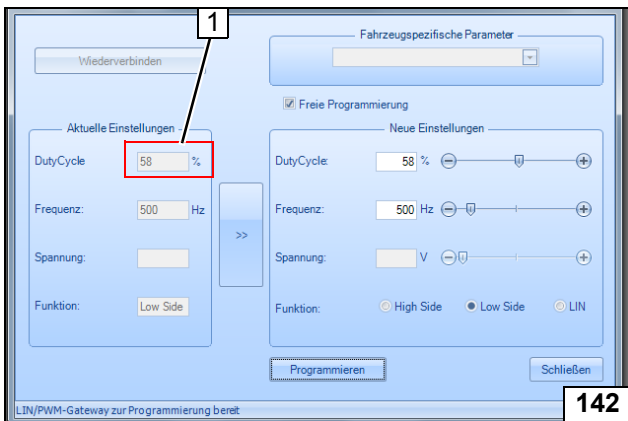 1
Wiederverbinden
Fahrzeugspezifische Parameter
Freie Programmierung
Aktuelle Einstellungen
DutyCycle 58 %
Frequenz: 500 Hz
Spannung:
Funktion: Low Side
>>
Neue Einstellungen
DutyCycle: 58 %
Frequenz: 500 Hz
Spannung: V
Funktion: High Side Low Side LIN
Programmieren
Schließen
LIN/PWM-Gateway zur Programmierung bereit
142